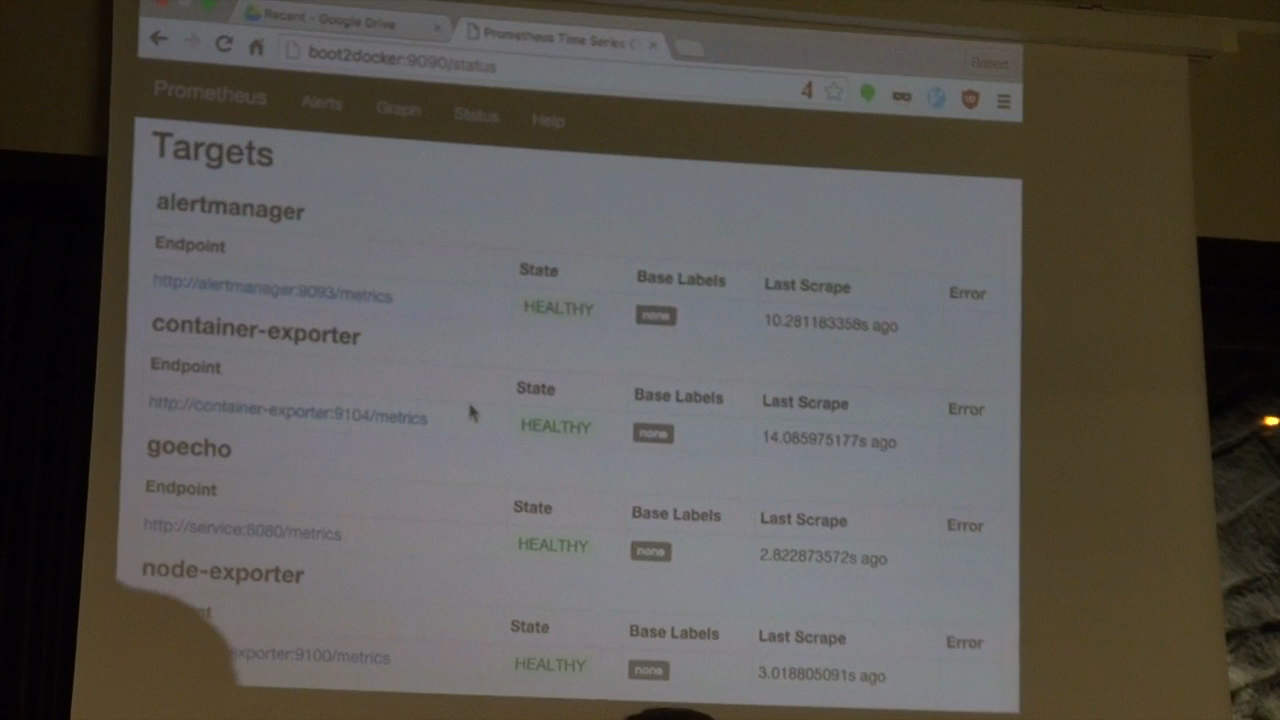 Recent - Google Drive
Prometheus Time Series
boot2docker:9090/status
4
Prometheus Alerts Graph Status Help
Targets
alertmanager
Endpoint State Base Labels Last Scrape Error
http://alertmanager:9093/metrics HEALTHY none 10.281183358s ago
container-exporter
Endpoint State Base Labels Last Scrape Error
http://container-exporter:9104/metrics HEALTHY none 14.085975177s ago
goecho
Endpoint State Base Labels Last Scrape Error
http://service:8080/metrics HEALTHY none 2.822873572s ago
node-exporter
nt State Base Labels Last Scrape Error
xporter:9100/metrics HEALTHY none 3.018805091s ago